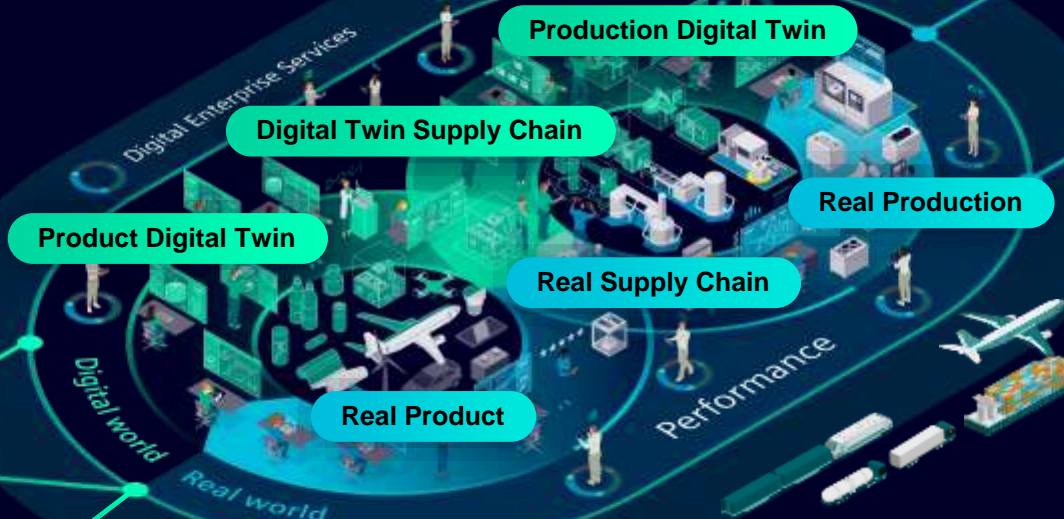 Production Digital Twin
Digital Enterprise Services
Digital Twin Supply Chain
Real Production
Product Digital Twin
Real Supply Chain
Performance
Digital world
Real Product
Real world